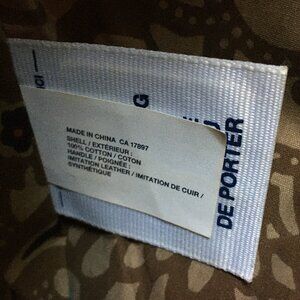 MADE IN CHINA CA 17897
SHELL / EXTÉRIEUR :
100% COTTON / COTON
HANDLE / POIGNÉE :
IMITATION LEATHER / IMITATION DE CUIR /
SYNTHÉTIQUE
DE PORTER